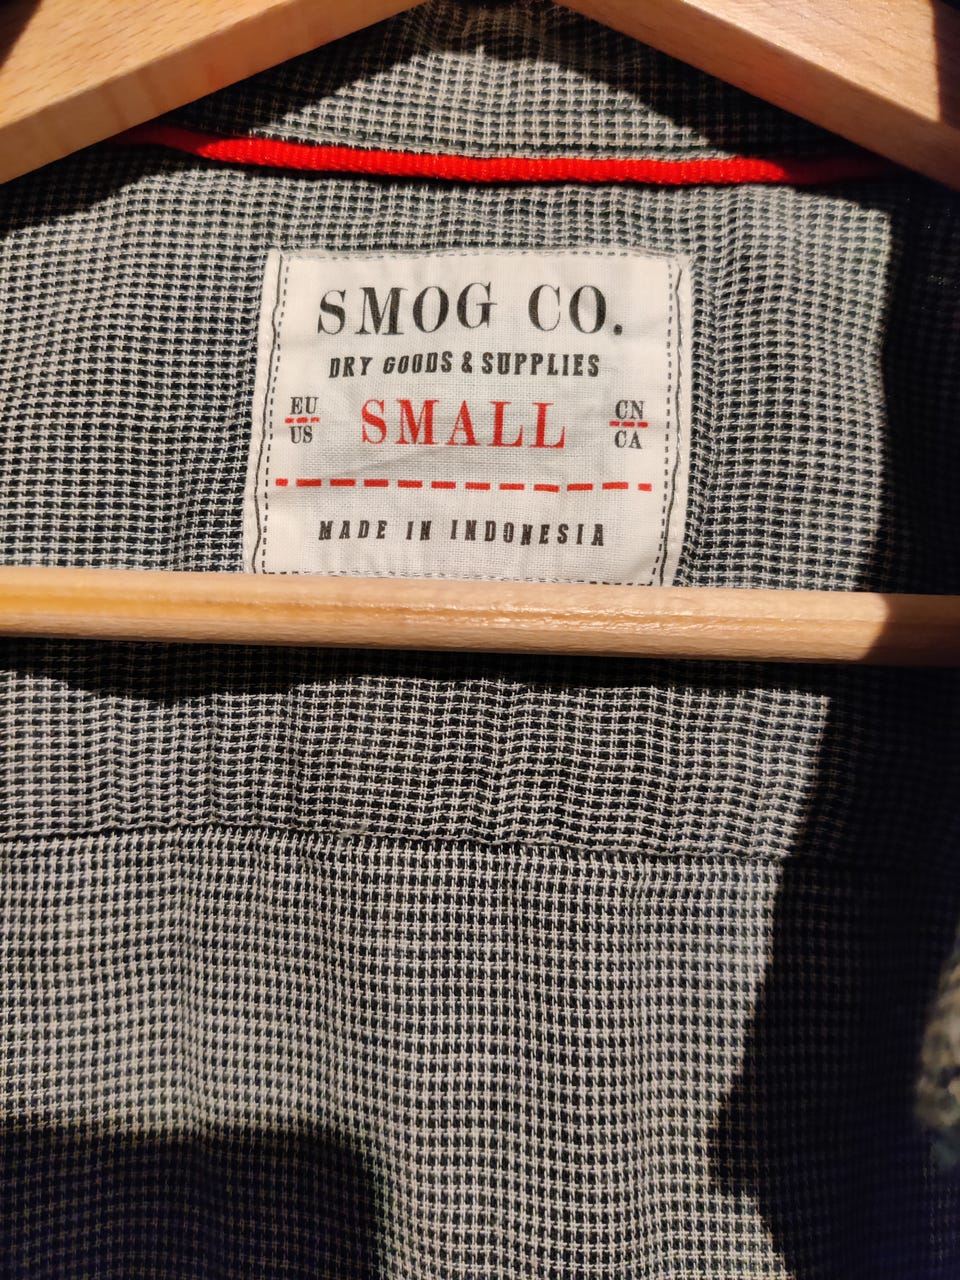 SMOG CO.
DRY GOODS & SUPPLIES
EU
US
SMALL
CN
CA
MADE IN INDONESIA